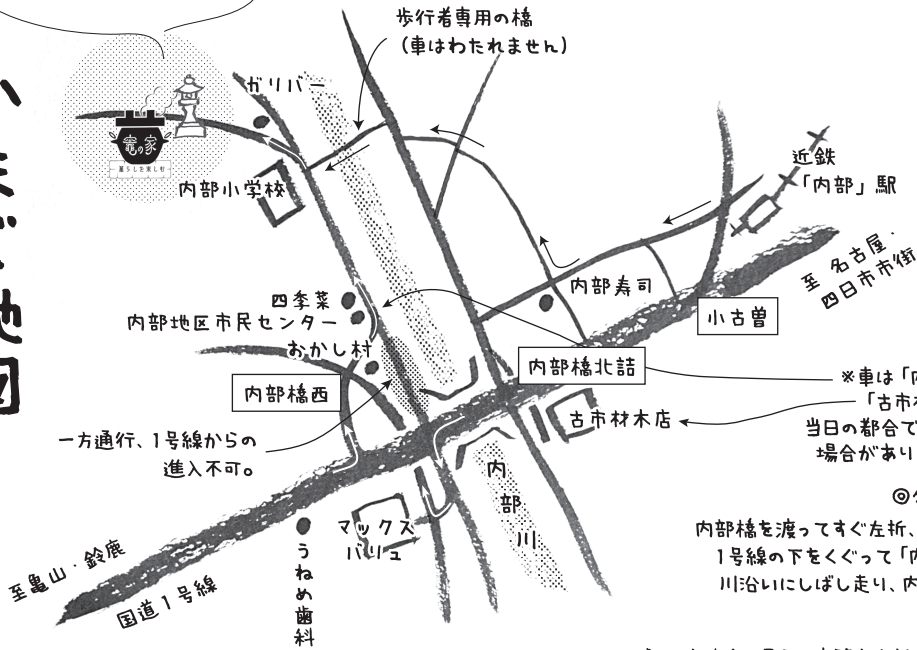 歩行者専用の橋
(車はわたれません)
ガリバー
竈の家
暮らしを楽しむ
内部小学校
近鉄
「内部」駅
至 名古屋・
四日市市街
内部寿司
小古曽
四季菜
内部地区市民センター
おかし村
内部橋北詰
内部橋西
※車は「内
「古市材
当日の都合で
場合があり
古市材木店
一方通行、1号線からの
進入不可。
内部川
マックス
バリュ
うねめ歯科
至亀山・鈴鹿
国道1号線
内部橋を渡ってすぐ左折、
1号線の下をくぐって「内
川沿いにしばし走り、内
地図